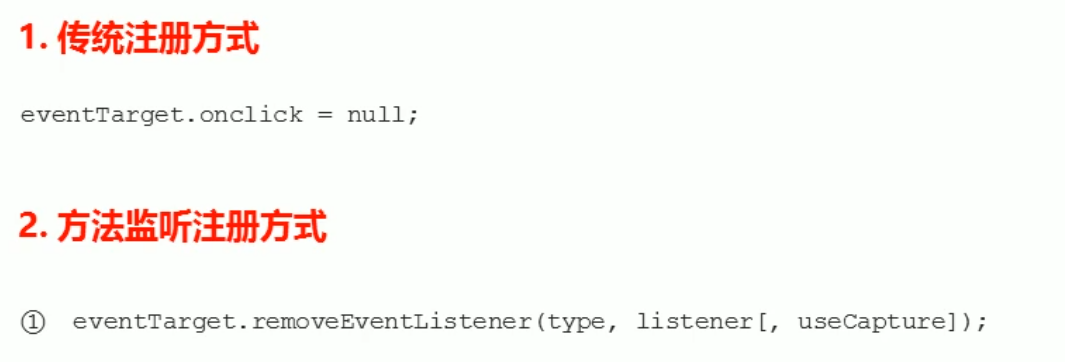 1. 传统注册方式
eventTarget.onclick = null;
2. 方法监听注册方式
① eventTarget.removeEventListener(type, listener[, useCapture]);